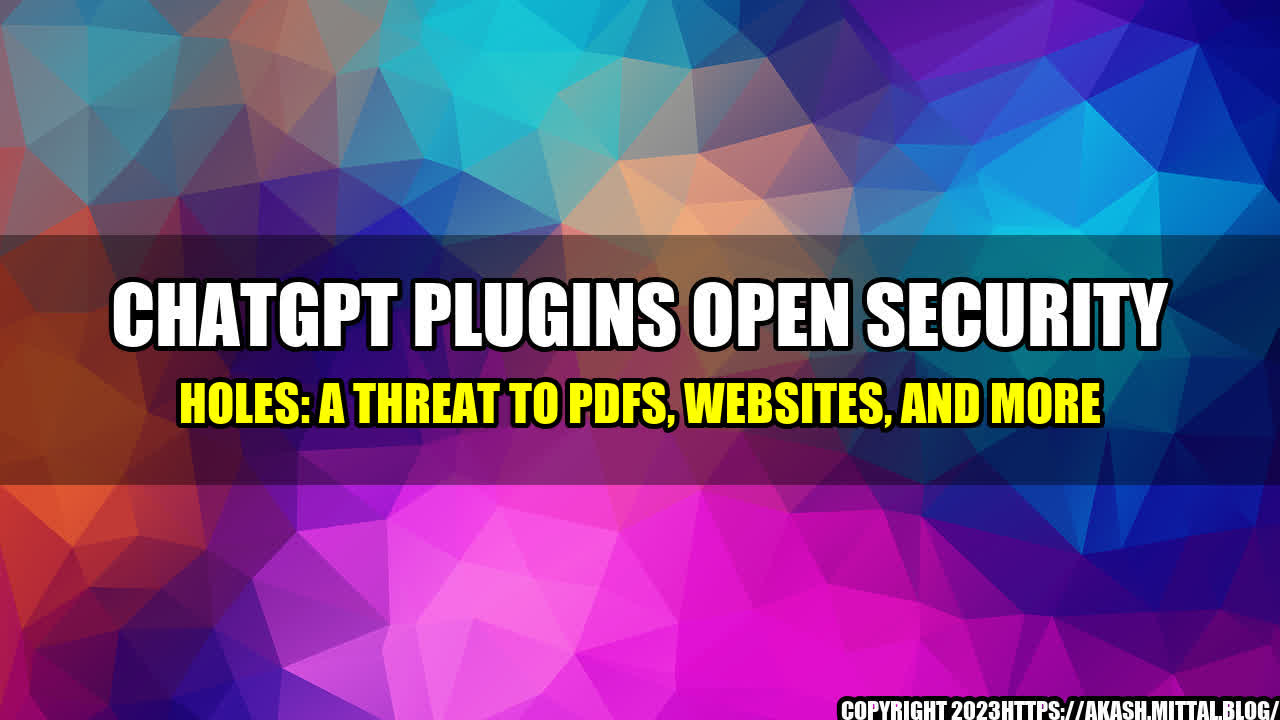 CHATGPT PLUGINS OPEN SECURITY
HOLES: A THREAT TO PDFS, WEBSITES, AND MORE
COPYRIGHT 2023HTTPS://AKASH.MITTAL.BLOG/